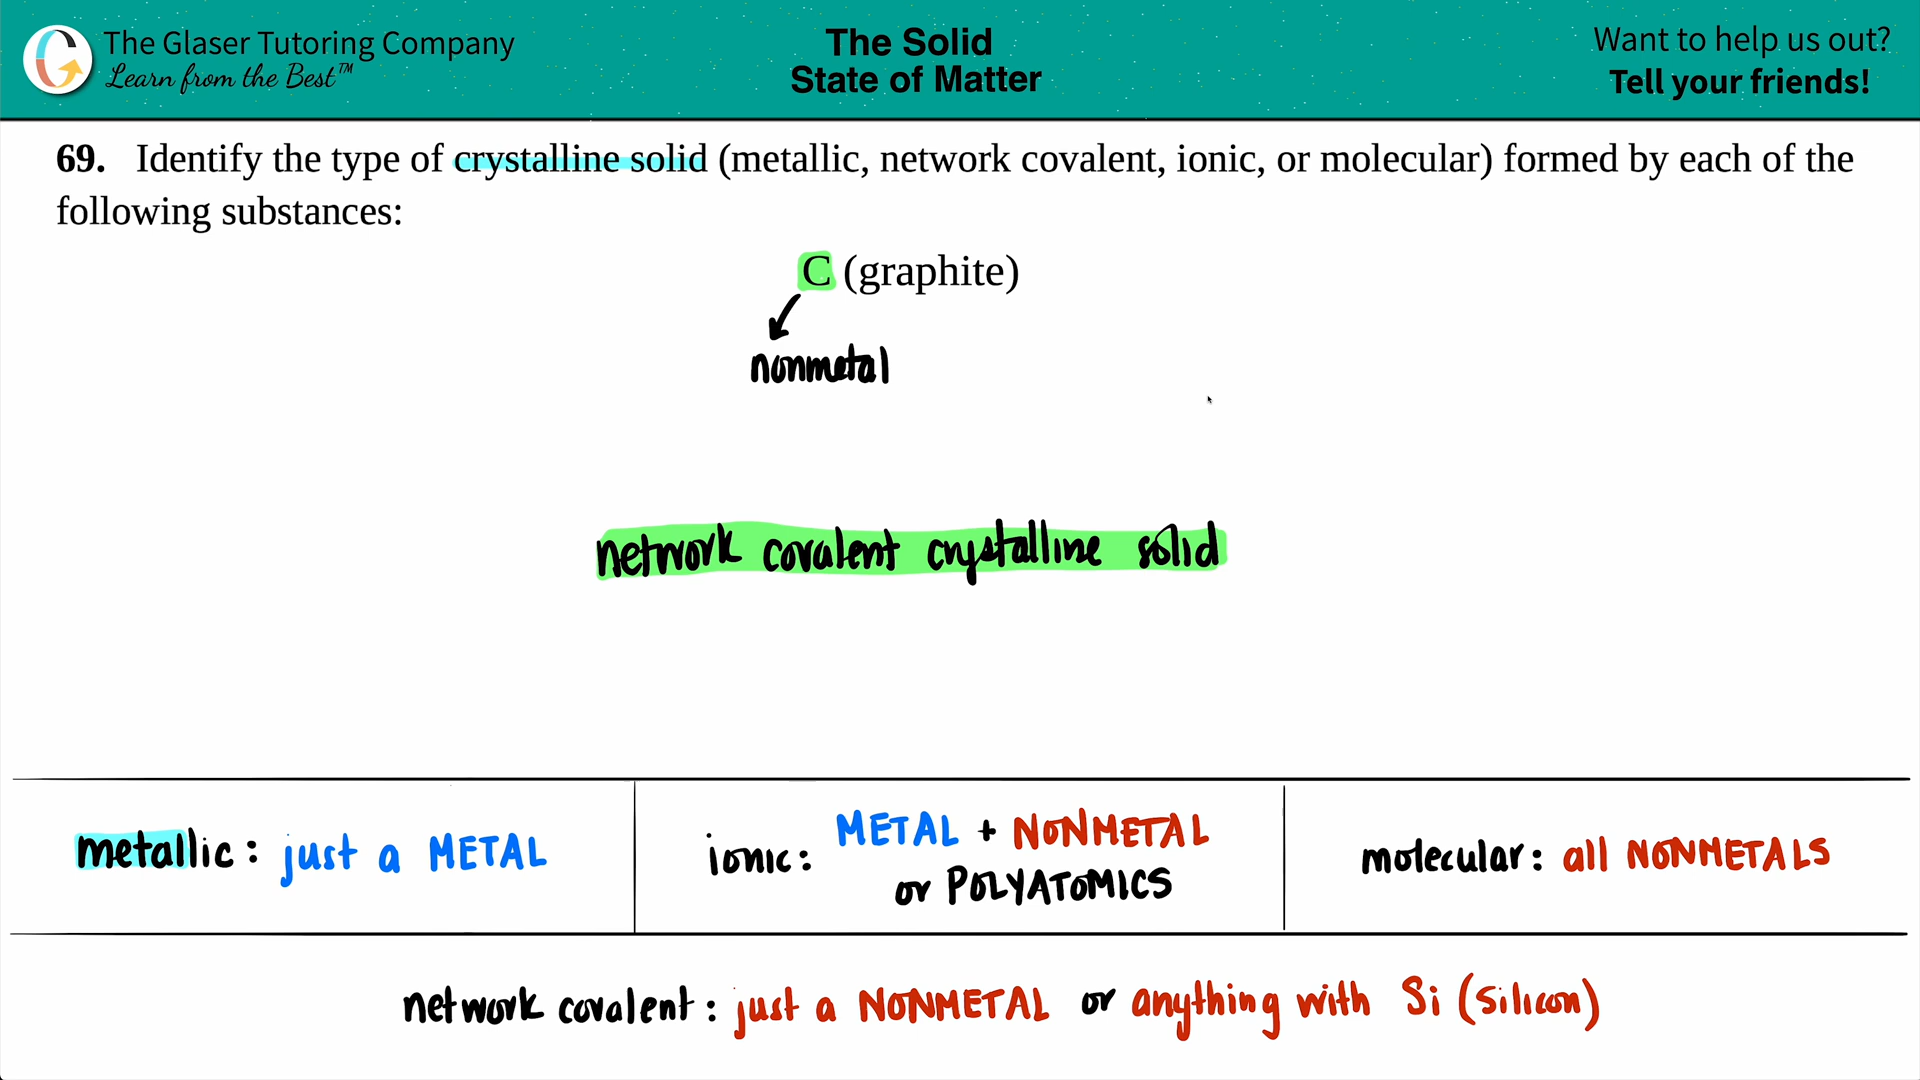 The Glaser Tutoring Company
Learn from the Best™
The Solid
State of Matter
Want to help us out?
Tell your friends!
69. Identify the type of crystalline solid (metallic, network covalent, ionic, or molecular) formed by each of the
following substances:
C (graphite)
nonmetal
network covalent crystalline solid
metallic: just a METAL
ionic: METAL + NONMETAL
or POLYATOMICS
molecular: all NONMETALS
network covalent: just a NONMETAL or anything with Si (silicon)